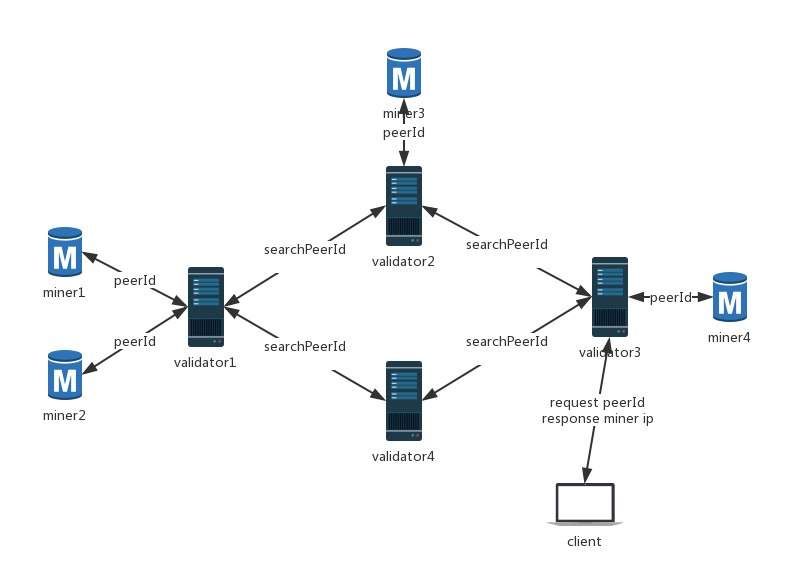 M
miner3
peerId
validator2
searchPeerId
searchPeerId
M
miner1
peerId
M
miner4
peerId
validator1
validator3
peerId
searchPeerId
searchPeerId
M
miner2
validator4
request peerId
response miner ip
client